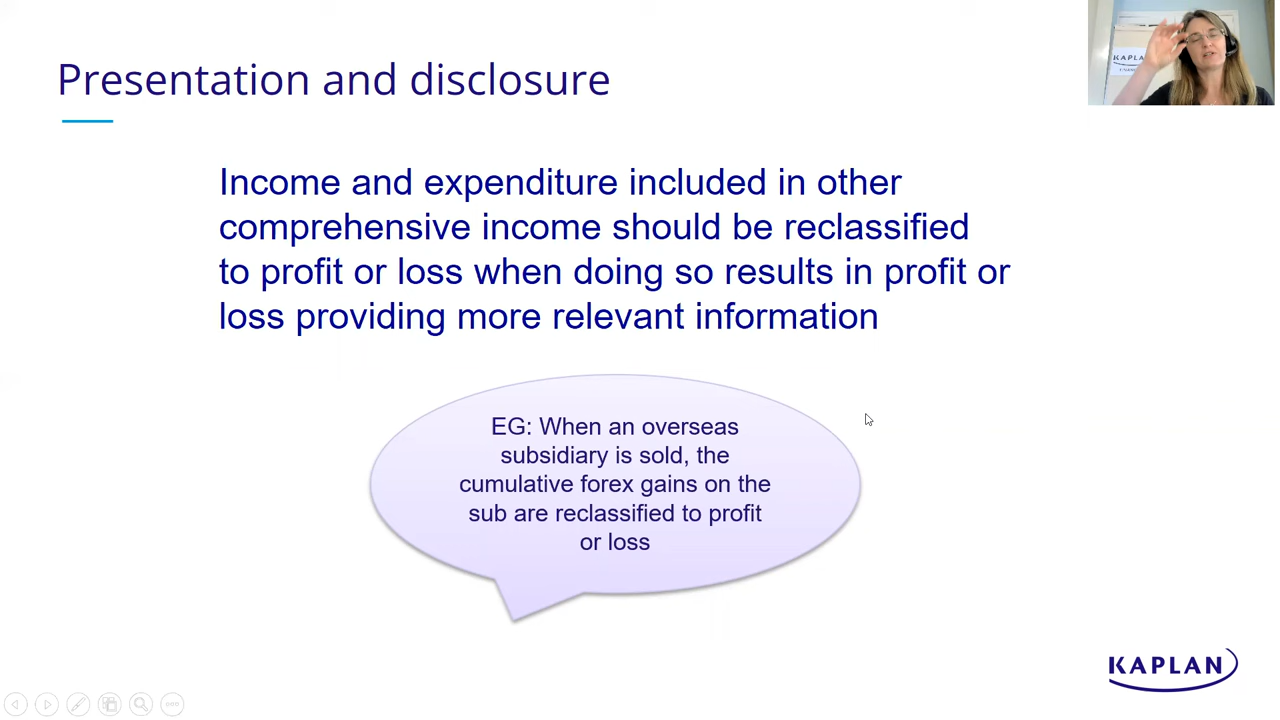 Presentation and disclosure
Income and expenditure included in other
comprehensive income should be reclassified
to profit or loss when doing so results in profit or
loss providing more relevant information
EG: When an overseas
subsidiary is sold, the
cumulative forex gains on the
sub are reclassified to profit
or loss
KAPLAN